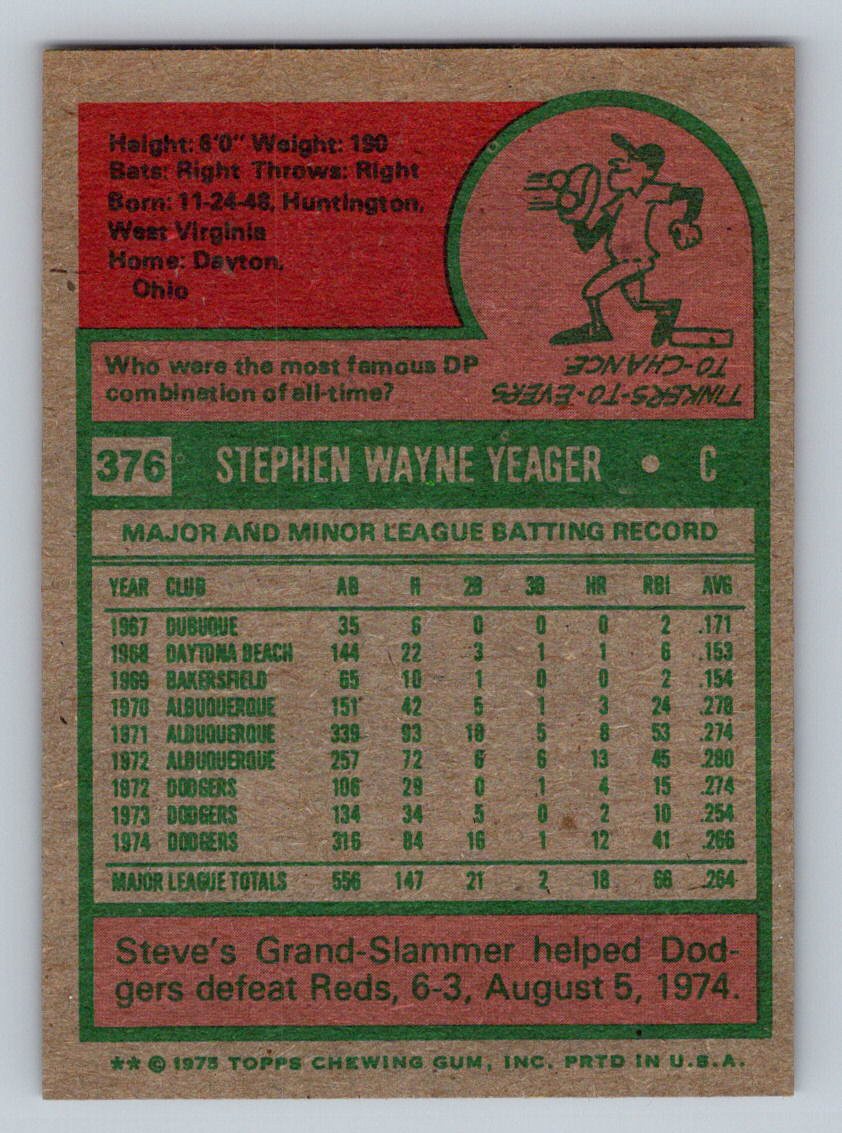 Height: 6'0" Weight: 190
Bats: Right Throws: Right
Born: 11-24-48, Huntington,
West Virginia
Home: Dayton,
Ohio
Who were the most famous DP
combination of all-time?
TINKERS-TO-EVERS
TO-CHANCE.
376 STEPHEN WAYNE YEAGER • C
MAJOR AND MINOR LEAGUE BATTING RECORD
YEAR CLUB AB H 2B 3B HR RBI AVG
1967 DUBUQUE 35 6 0 0 0 2 .171
1968 DAYTONA BEACH 144 22 3 1 1 6 .153
1969 BAKERSFIELD 65 10 1 0 0 2 .154
1970 ALBUQUERQUE 151 42 5 1 3 24 .278
1971 ALBUQUERQUE 339 93 18 5 8 53 .274
1972 ALBUQUERQUE 257 72 6 6 13 45 .280
1972 DODGERS 106 29 0 1 4 15 .274
1973 DODGERS 134 34 5 0 2 10 .254
1974 DODGERS 316 84 16 1 12 41 .266
MAJOR LEAGUE TOTALS 556 147 21 2 18 66 .264
Steve's Grand-Slammer helped Dod-
gers defeat Reds, 6-3, August 5, 1974.
** © 1975 TOPPS CHEWING GUM, INC. PRTD IN U.S.A.